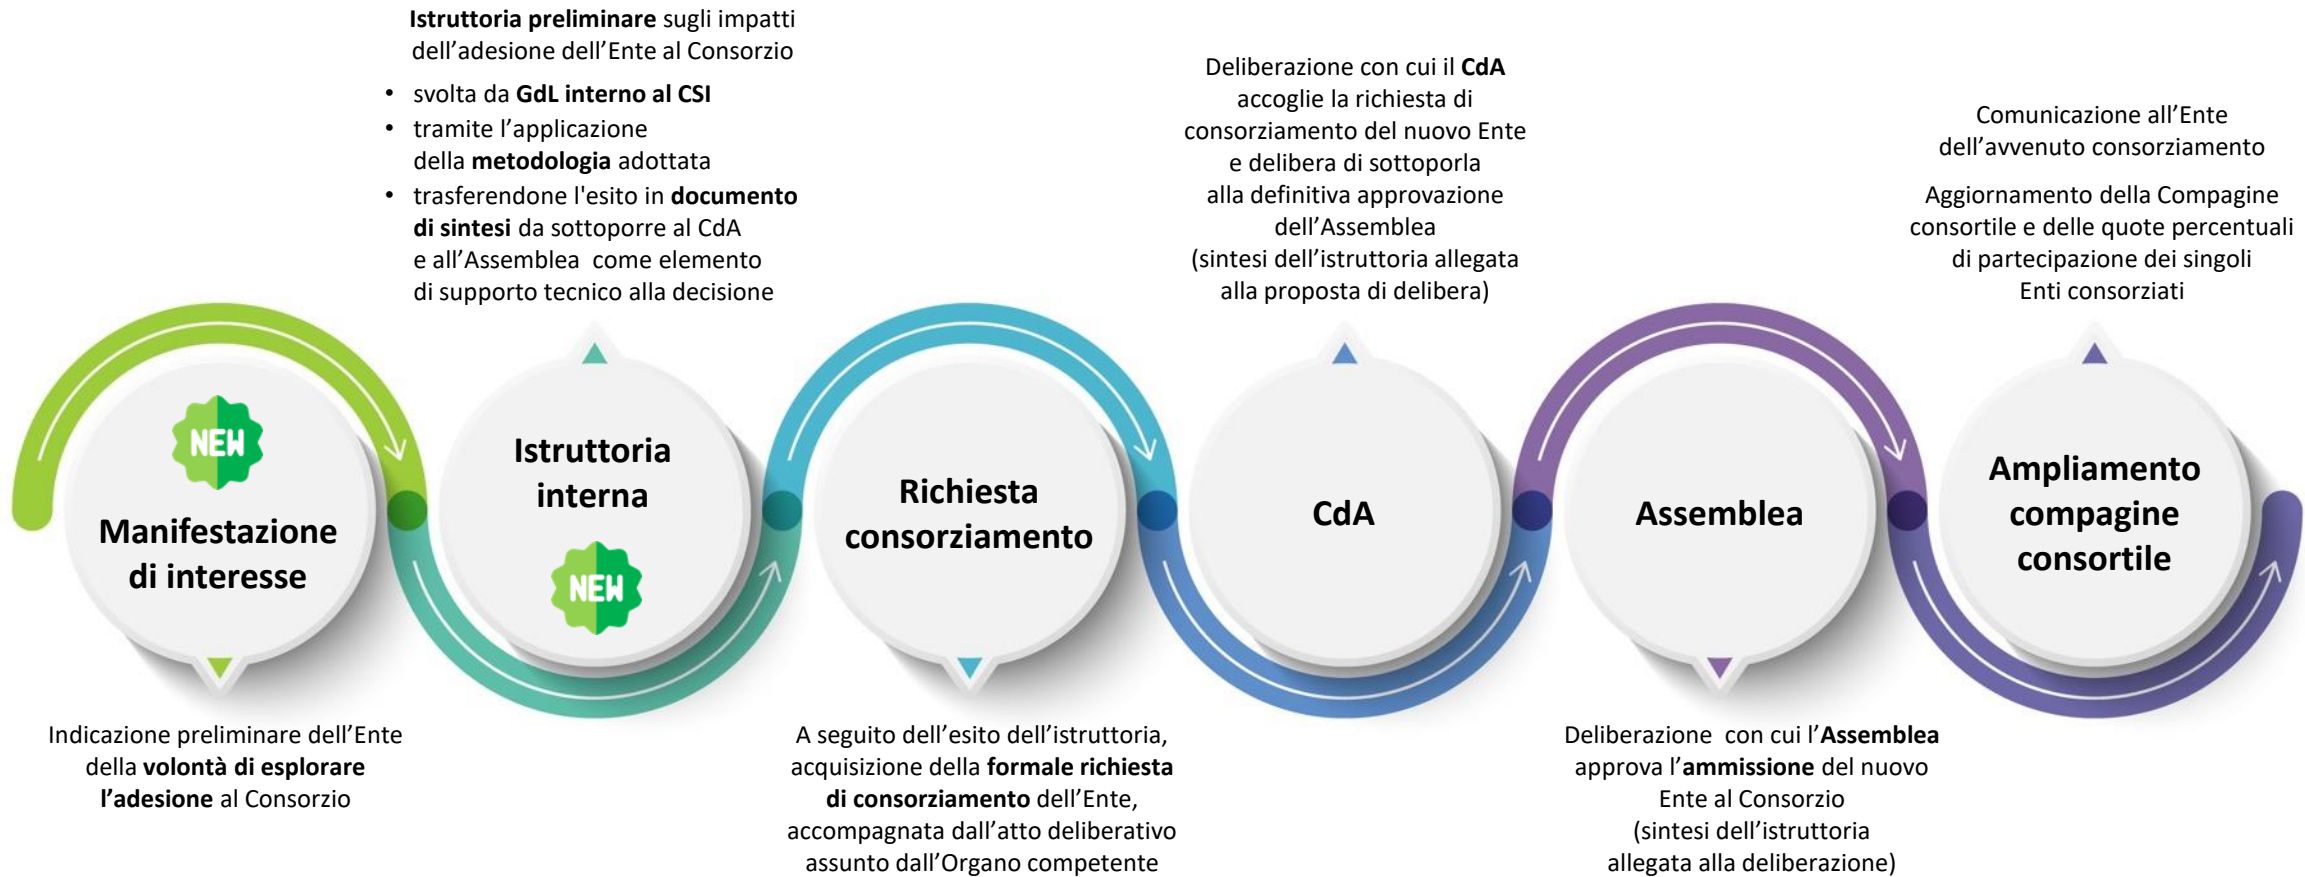 Istruttoria preliminare sugli impatti
dell’adesione dell’Ente al Consorzio
• svolta da GdL interno al CSI
• tramite l’applicazione
della metodologia adottata
• trasferendone l'esito in documento
di sintesi da sottoporre al CdA
e all’Assemblea come elemento
di supporto tecnico alla decisione
Deliberazione con cui il CdA
accoglie la richiesta di
consorziamento del nuovo Ente
e delibera di sottoporla
alla definitiva approvazione
dell’Assemblea
(sintesi dell’istruttoria allegata
alla proposta di delibera)
Comunicazione all’Ente
dell’avvenuto consorziamento
Aggiornamento della Compagine
consortile e delle quote percentuali
di partecipazione dei singoli
Enti consorziati
NEW
Manifestazione
di interesse
Istruttoria
interna
NEW
Richiesta
consorziamento
CdA
Assemblea
Ampliamento
compagine
consortile
Indicazione preliminare dell’Ente
della volontà di esplorare
l’adesione al Consorzio
A seguito dell’esito dell’istruttoria,
acquisizione della formale richiesta
di consorziamento dell’Ente,
accompagnata dall’atto deliberativo
assunto dall’Organo competente
Deliberazione con cui l’Assemblea
approva l’ammissione del nuovo
Ente al Consorzio
(sintesi dell’istruttoria
allegata alla deliberazione)